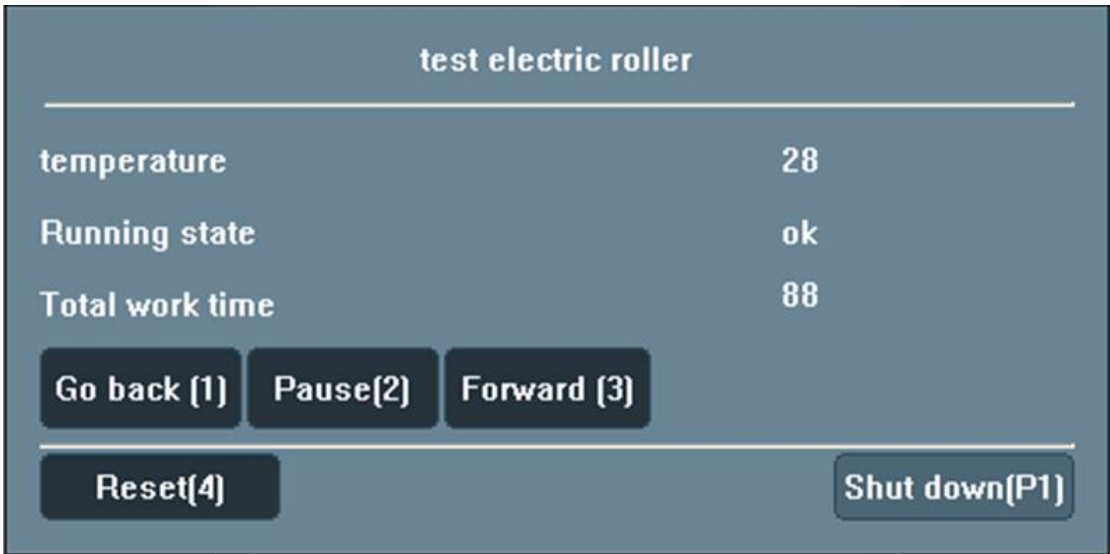 test electric roller
temperature 28
Running state ok
Total work time 88
Go back (1) Pause(2) Forward (3)
Reset(4) Shut down(P1)